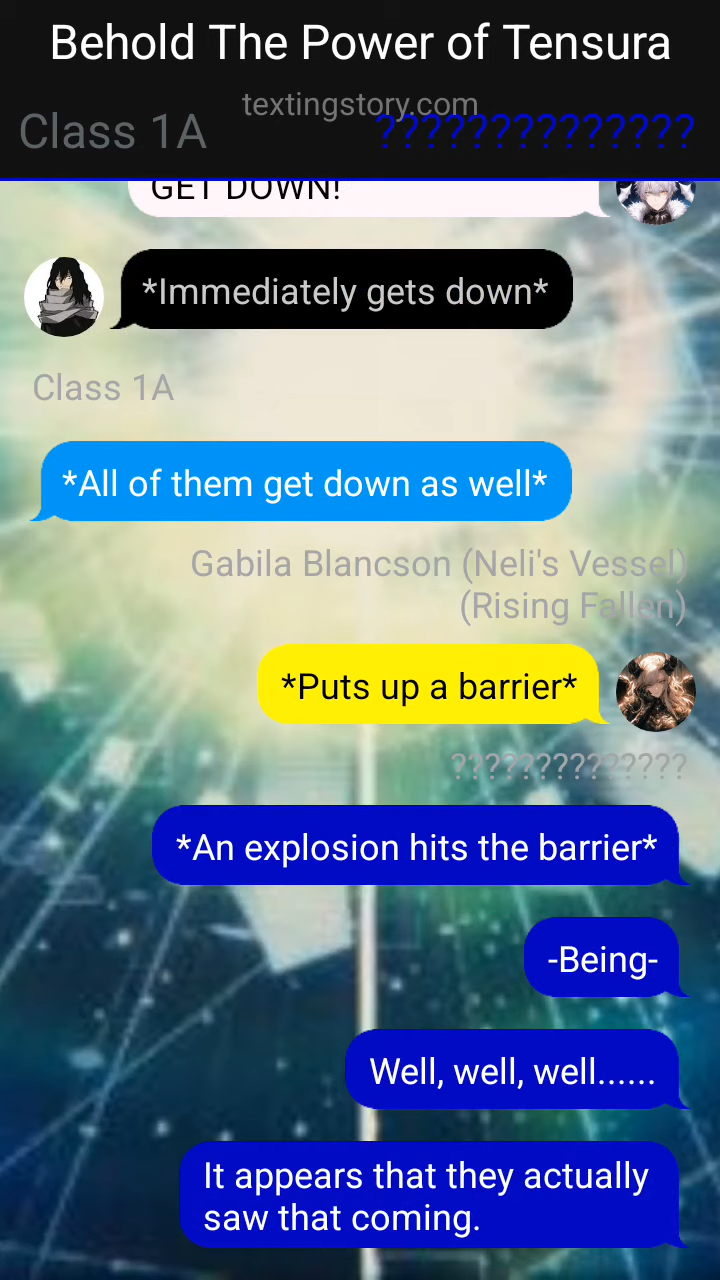 Behold The Power of Tensura
textingstory.com
Class 1A
??????????????
GET DOWN!
*Immediately gets down*
Class 1A
*All of them get down as well*
Gabila Blancson (Neli's Vessel)
(Rising Fallen)
*Puts up a barrier*
??????????????
*An explosion hits the barrier*
-Being-
Well, well, well......
It appears that they actually
saw that coming.